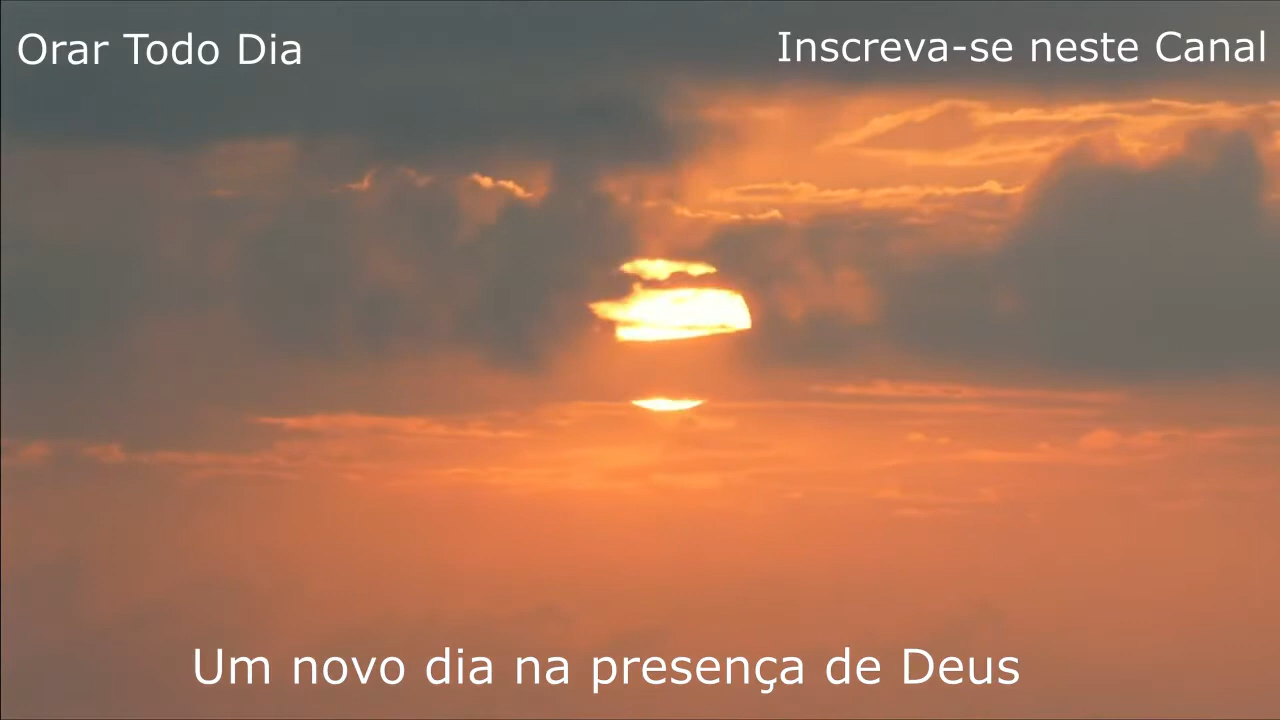 Orar Todo Dia
Inscreva-se neste Canal
Um novo dia na presença de Deus